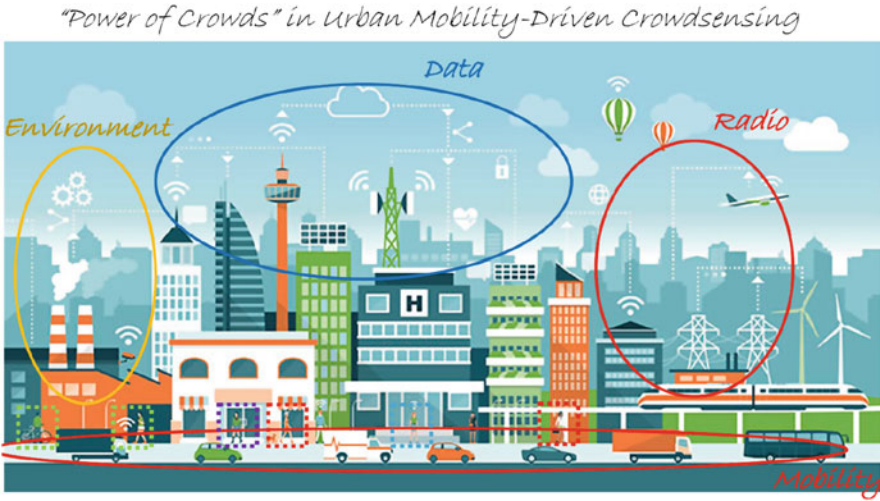 "Power of Crowds" in Urban Mobility-Driven Crowdsensing
Data
Environment
Radio
H
Mobility